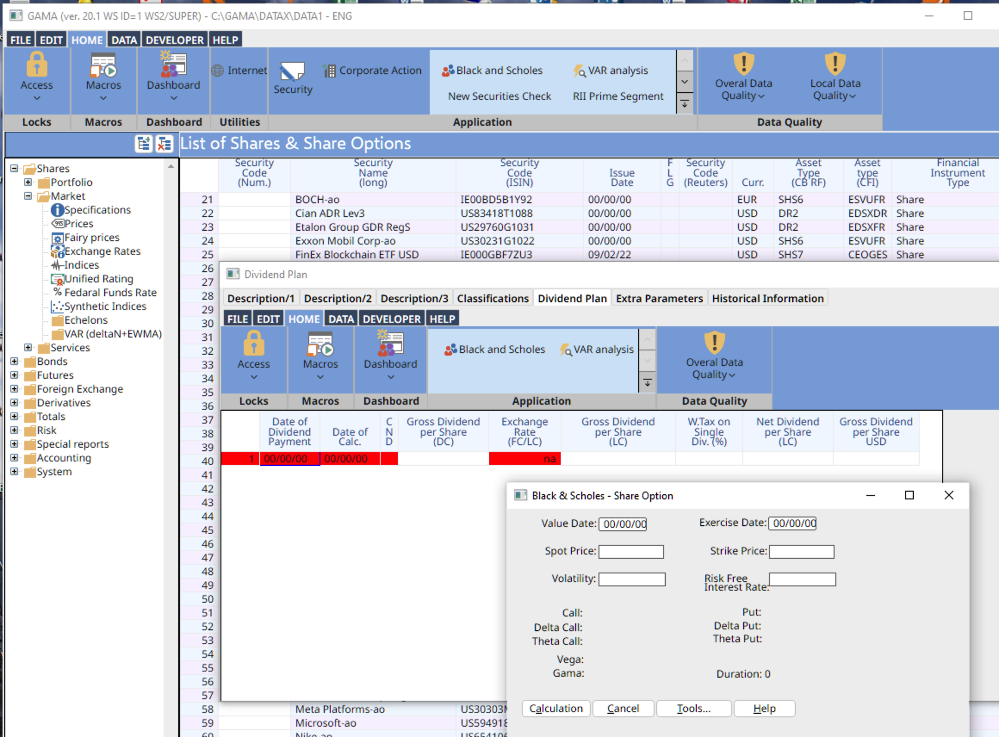 GAMA (ver. 20.1 WS ID=1 WS2/SUPER) - C:\GAMA\DATAX\DATA1 - ENG
FILE EDIT HOME DATA DEVELOPER HELP
Access Macros Dashboard Internet Security Corporate Action Black and Scholes VAR analysis
New Securities Check RII Prime Segment
Overal Data Quality Local Data Quality
Locks Macros Dashboard Utilities Application Data Quality
List of Shares & Share Options
Shares
Portfolio
Market
Specifications
Prices
Fairy prices
Exchange Rates
Indices
Unified Rating
% Fedaral Funds Rate
Synthetic Indices
Echelons
VAR (deltaN+EWMA)
Services
Bonds
Futures
Foreign Exchange
Derivatives
Totals
Risk
Special reports
Accounting
System
Security Code (Num.) Security Name (long) Security Code (ISIN) Issue Date F L G Security Code (Reuters) Curr. Asset Type (CB RF) Asset type (CFI) Financial Instrument Type
21 BOCH-ao IE00BD5B1Y92 00/00/00 EUR SHS6 ESVUFR Share
22 Cian ADR Lev3 US83418T1088 00/00/00 USD DR2 EDSXDR Share
23 Etalon Group GDR RegS US29760G1031 00/00/00 USD DR2 EDSXFR Share
24 Exxon Mobil Corp-ao US30231G1022 00/00/00 USD SHS6 ESVUFR Share
25 FinEx Blockchain ETF USD IE000GBF7ZU3 09/02/22 USD SHS7 CEOGES Share
26
27
28
29
30
31
32
33
34
35
36
37
38
39
40
41
42
43
44
45
46
47
48
49
50
51
52
53
54
55
56
57
58 Meta Platforms-ao US30303
59 Microsoft-ao US594918
60 Nike-ao US654106
Dividend Plan
Description/1 Description/2 Description/3 Classifications Dividend Plan Extra Parameters Historical Information
FILE EDIT HOME DATA DEVELOPER HELP
Access Macros Dashboard Black and Scholes VAR analysis Overal Data Quality
Locks Macros Dashboard Application Data Quality
Date of Dividend Payment Date of Calc. C N D Gross Dividend per Share (DC) Exchange Rate (FC/LC) Gross Dividend per Share (LC) W.Tax on Single Div. (%) Net Dividend per Share (LC) Gross Dividend per Share USD
1 00/00/00 00/00/00 na
Black & Scholes - Share Option
Value Date: 00/00/00 Exercise Date: 00/00/00
Spot Price: Strike Price:
Volatility: Risk Free Interest Rate:
Call: Put:
Delta Call: Delta Put:
Theta Call: Theta Put:
Vega:
Gama: Duration: 0
Calculation Cancel Tools... Help